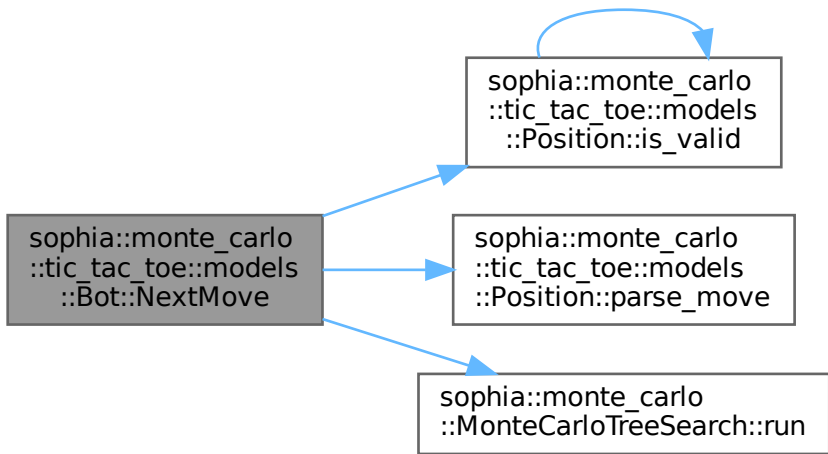 sophia::monte_carlo
::tic_tac_toe::models
::Position::is_valid
sophia::monte_carlo
::tic_tac_toe::models
::Bot::NextMove
sophia::monte_carlo
::tic_tac_toe::models
::Position::parse_move
sophia::monte_carlo
::MonteCarloTreeSearch::run